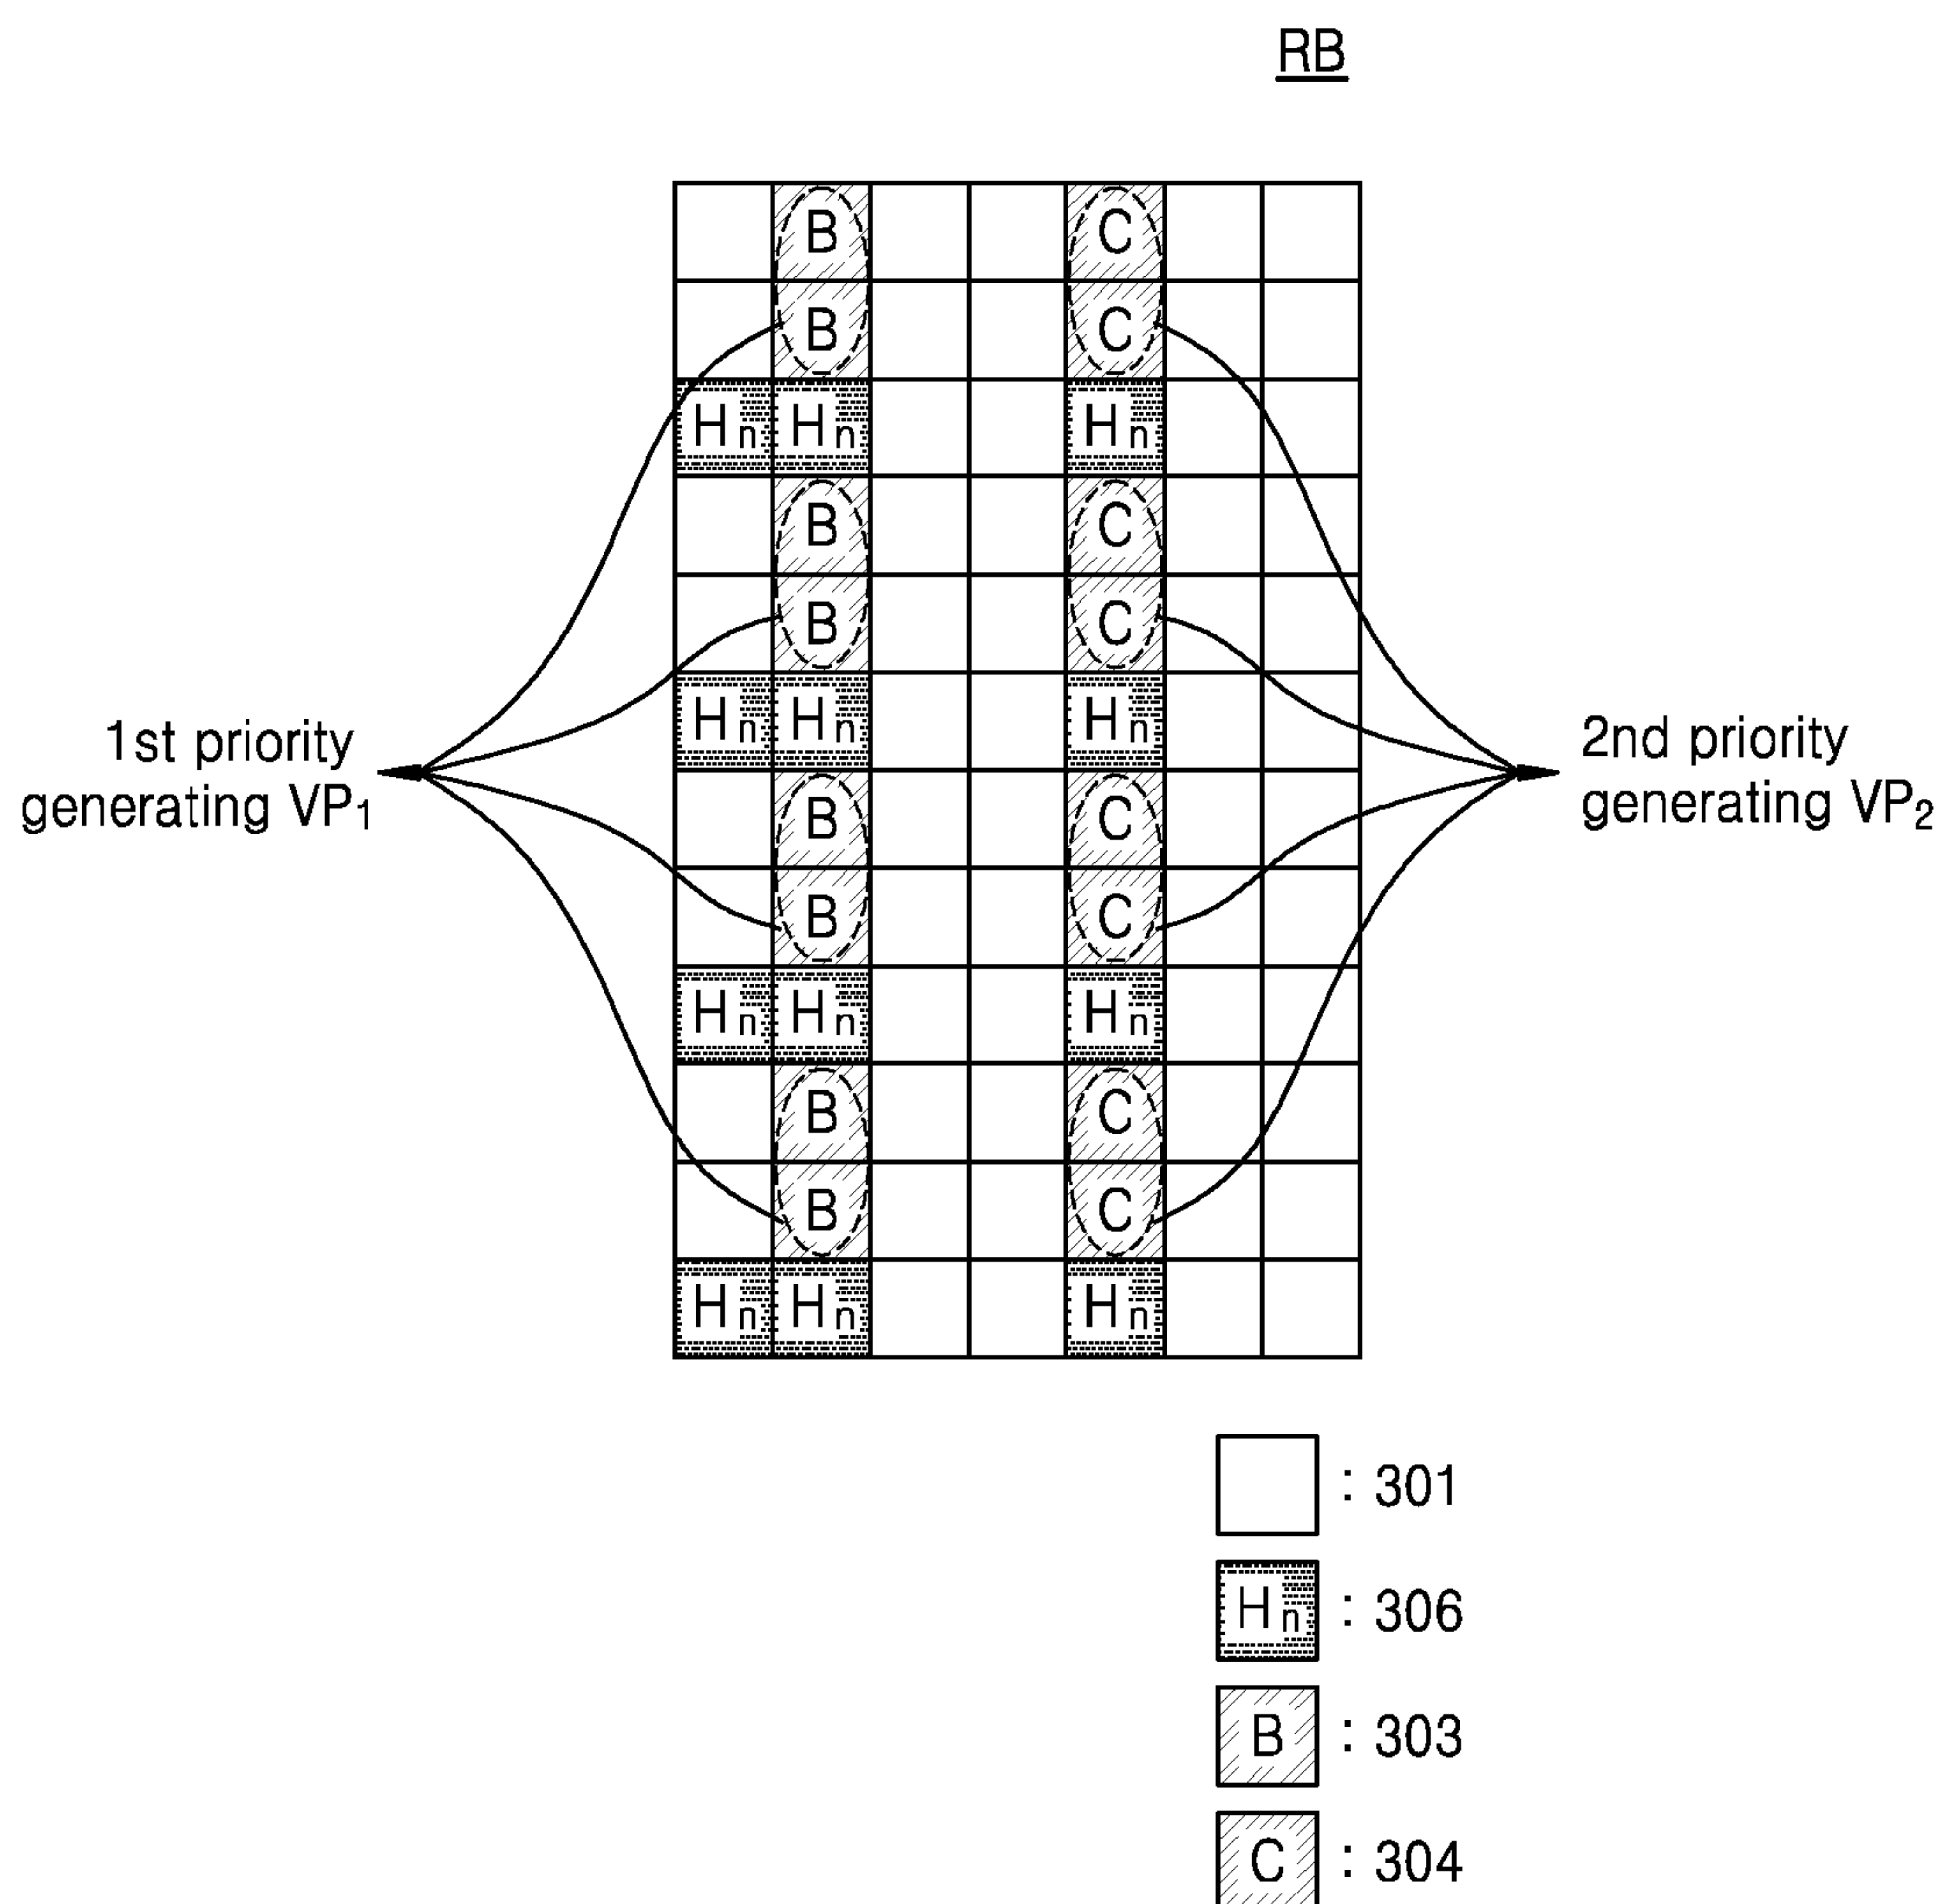 RB
B C
B C
Hn Hn Hn
B C
B C
Hn Hn Hn
1st priority
generating VP1
2nd priority
generating VP2
B C
B C
Hn Hn Hn
B C
B C
Hn Hn Hn
: 301
Hn : 306
B : 303
C : 304